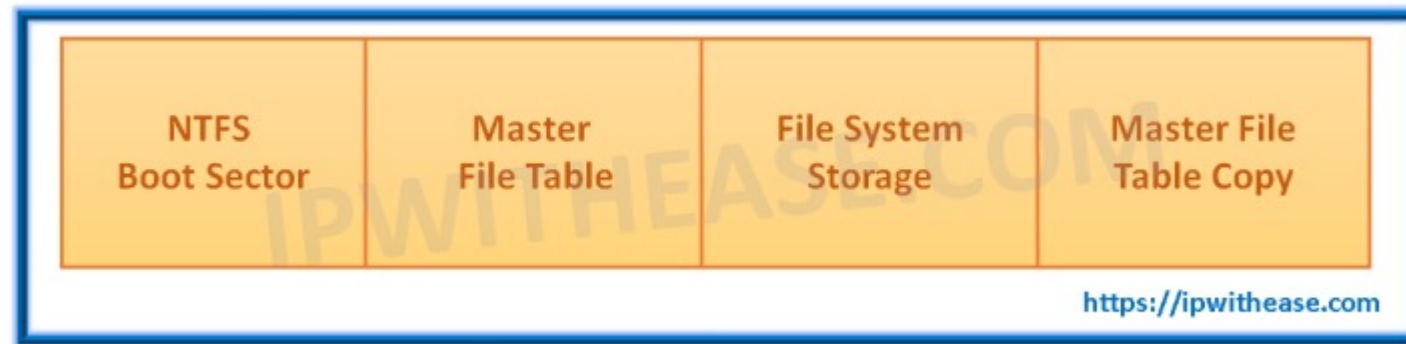 NTFS
Boot Sector
Master
File Table
File System
Storage
Master File
Table Copy
IPWITHEASE.COM
https://ipwithease.com